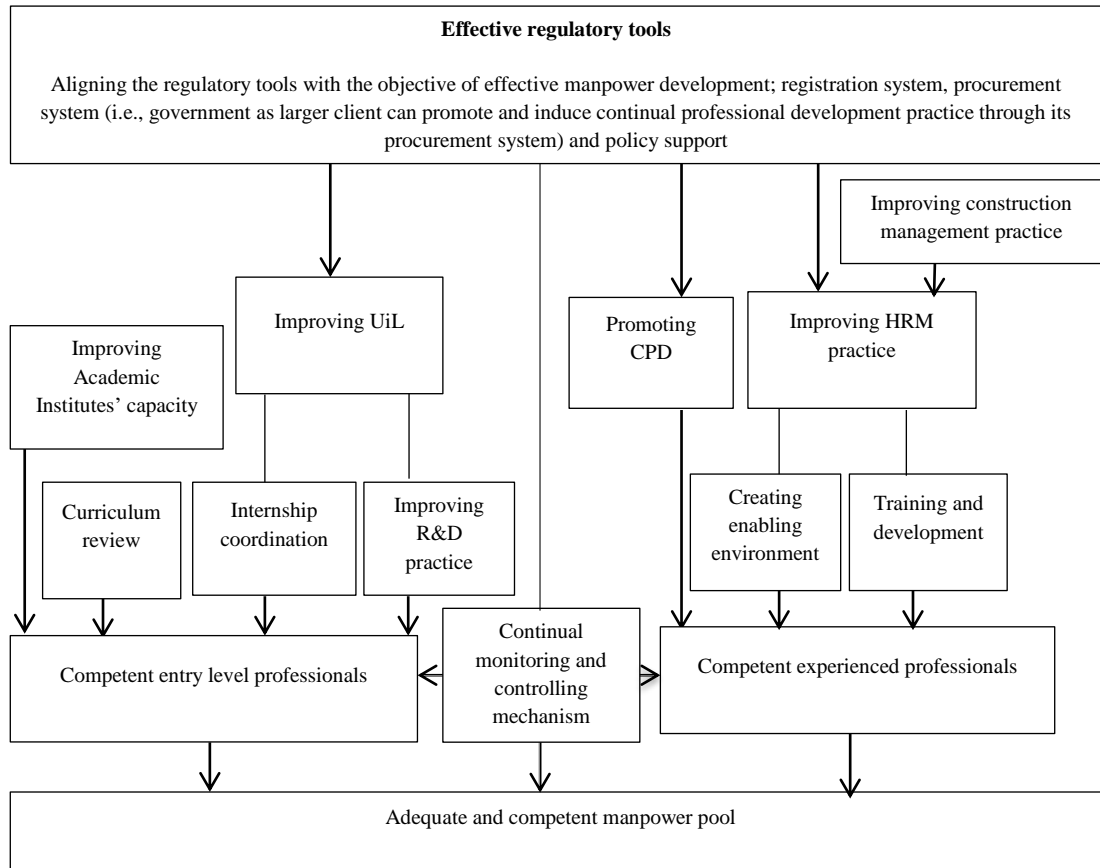 Effective regulatory tools
Aligning the regulatory tools with the objective of effective manpower development; registration system, procurement
system (i.e., government as larger client can promote and induce continual professional development practice through its
procurement system) and policy support
Improving construction
management practice
Improving UiL
Promoting
CPD
Improving HRM
practice
Improving
Academic
Institutes’ capacity
Curriculum
review
Internship
coordination
Improving
R&D
practice
Creating
enabling
environment
Training and
development
Competent entry level professionals
Continual
monitoring and
controlling
mechanism
Competent experienced professionals
Adequate and competent manpower pool